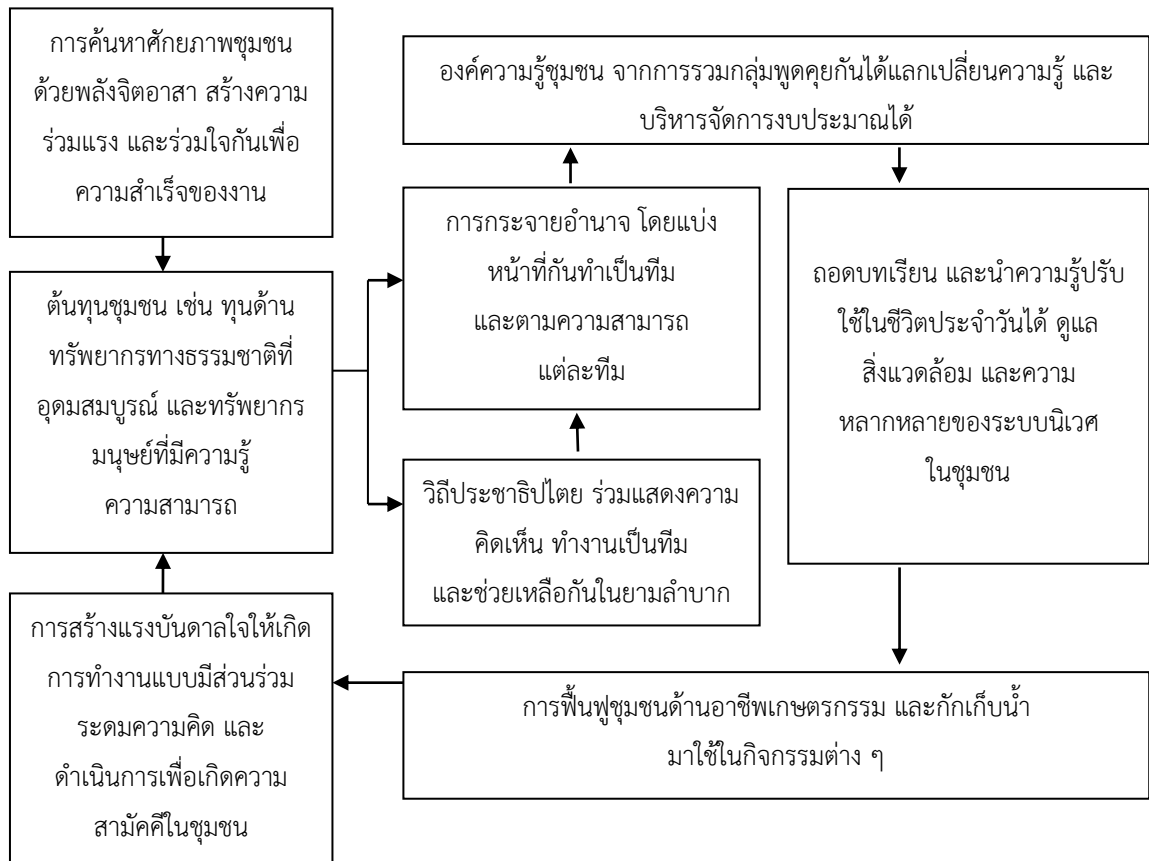 การค้นหาศักยภาพชุมชน
ด้วยพลังจิตอาสา สร้างความ
ร่วมแรง และร่วมใจกันเพื่อ
ความสำเร็จของงาน
องค์ความรู้ชุมชน จากการรวมกลุ่มพูดคุยกันได้แลกเปลี่ยนความรู้ และ
บริหารจัดการงบประมาณได้
ต้นทุนชุมชน เช่น ทุนด้าน
ทรัพยากรทางธรรมชาติที่
อุดมสมบูรณ์ และทรัพยากร
มนุษย์ที่มีความรู้
ความสามารถ
การกระจายอำนาจ โดยแบ่ง
หน้าที่กันทำเป็นทีม
และตามความสามารถ
แต่ละทีม
วิถีประชาธิปไตย ร่วมแสดงความ
คิดเห็น ทำงานเป็นทีม
และช่วยเหลือกันในยามลำบาก
ถอดบทเรียน และนำความรู้ปรับ
ใช้ในชีวิตประจำวันได้ ดูแล
สิ่งแวดล้อม และความ
หลากหลายของระบบนิเวศ
ในชุมชน
การสร้างแรงบันดาลใจให้เกิด
การทำงานแบบมีส่วนร่วม
ระดมความคิด และ
ดำเนินการเพื่อเกิดความ
สามัคคีในชุมชน
การฟื้นฟูชุมชนด้านอาชีพเกษตรกรรม และกักเก็บน้ำ
มาใช้ในกิจกรรมต่าง ๆ